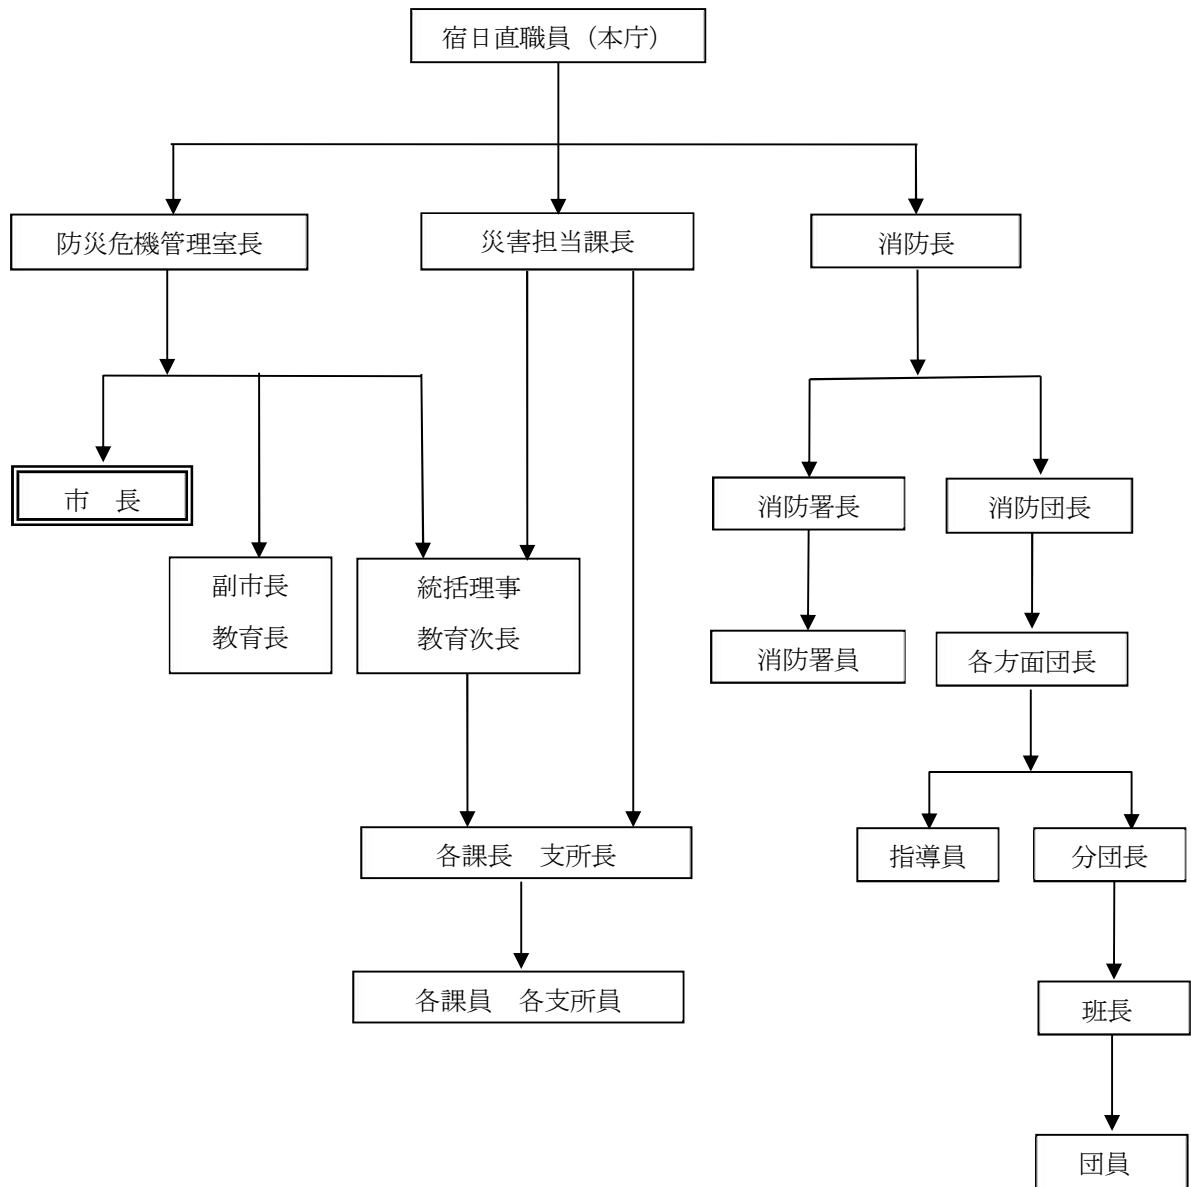 宿日直職員（本庁）
防災危機管理室長
災害担当課長
消防長
市　長
消防署長
消防団長
副市長
教育長
統括理事
教育次長
消防署員
各方面団長
各課長　支所長
指導員
分団長
各課員　各支所員
班長
団員